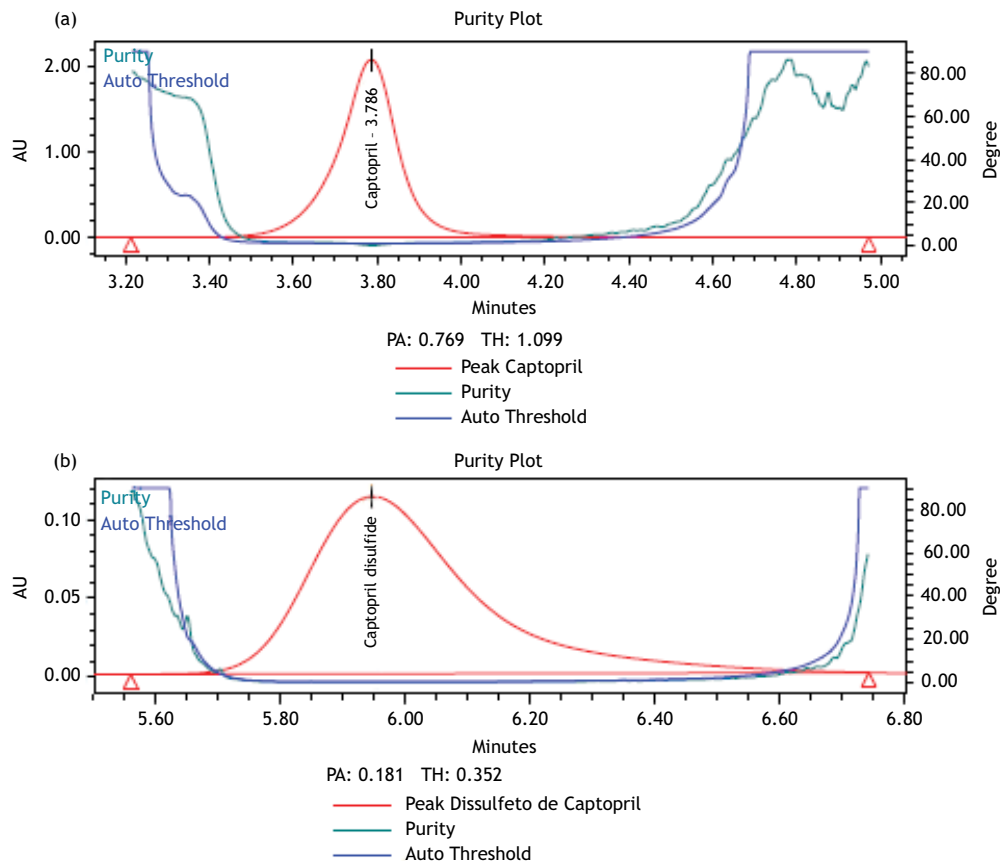 (a)
Purity Plot
Purity
Auto Threshold
2.00
1.00
0.00
AU
Captopril - 3.786
80.00
60.00
40.00
20.00
0.00
Degree
3.20 3.40 3.60 3.80 4.00 4.20 4.40 4.60 4.80 5.00
Minutes
PA: 0.769 TH: 1.099
Peak Captopril
Purity
Auto Threshold
(b)
Purity Plot
Purity
Auto Threshold
0.10
0.05
0.00
AU
Captopril disulfide
80.00
60.00
40.00
20.00
0.00
Degree
5.60 5.80 6.00 6.20 6.40 6.60 6.80
Minutes
PA: 0.181 TH: 0.352
Peak Dissulfeto de Captopril
Purity
Auto Threshold